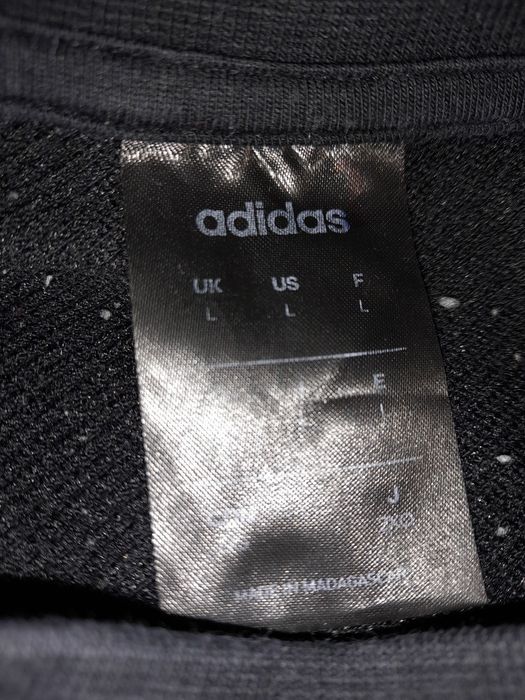 adidas
UK US F
L L L
E
J
2XO
MADE IN MADAGASCAR